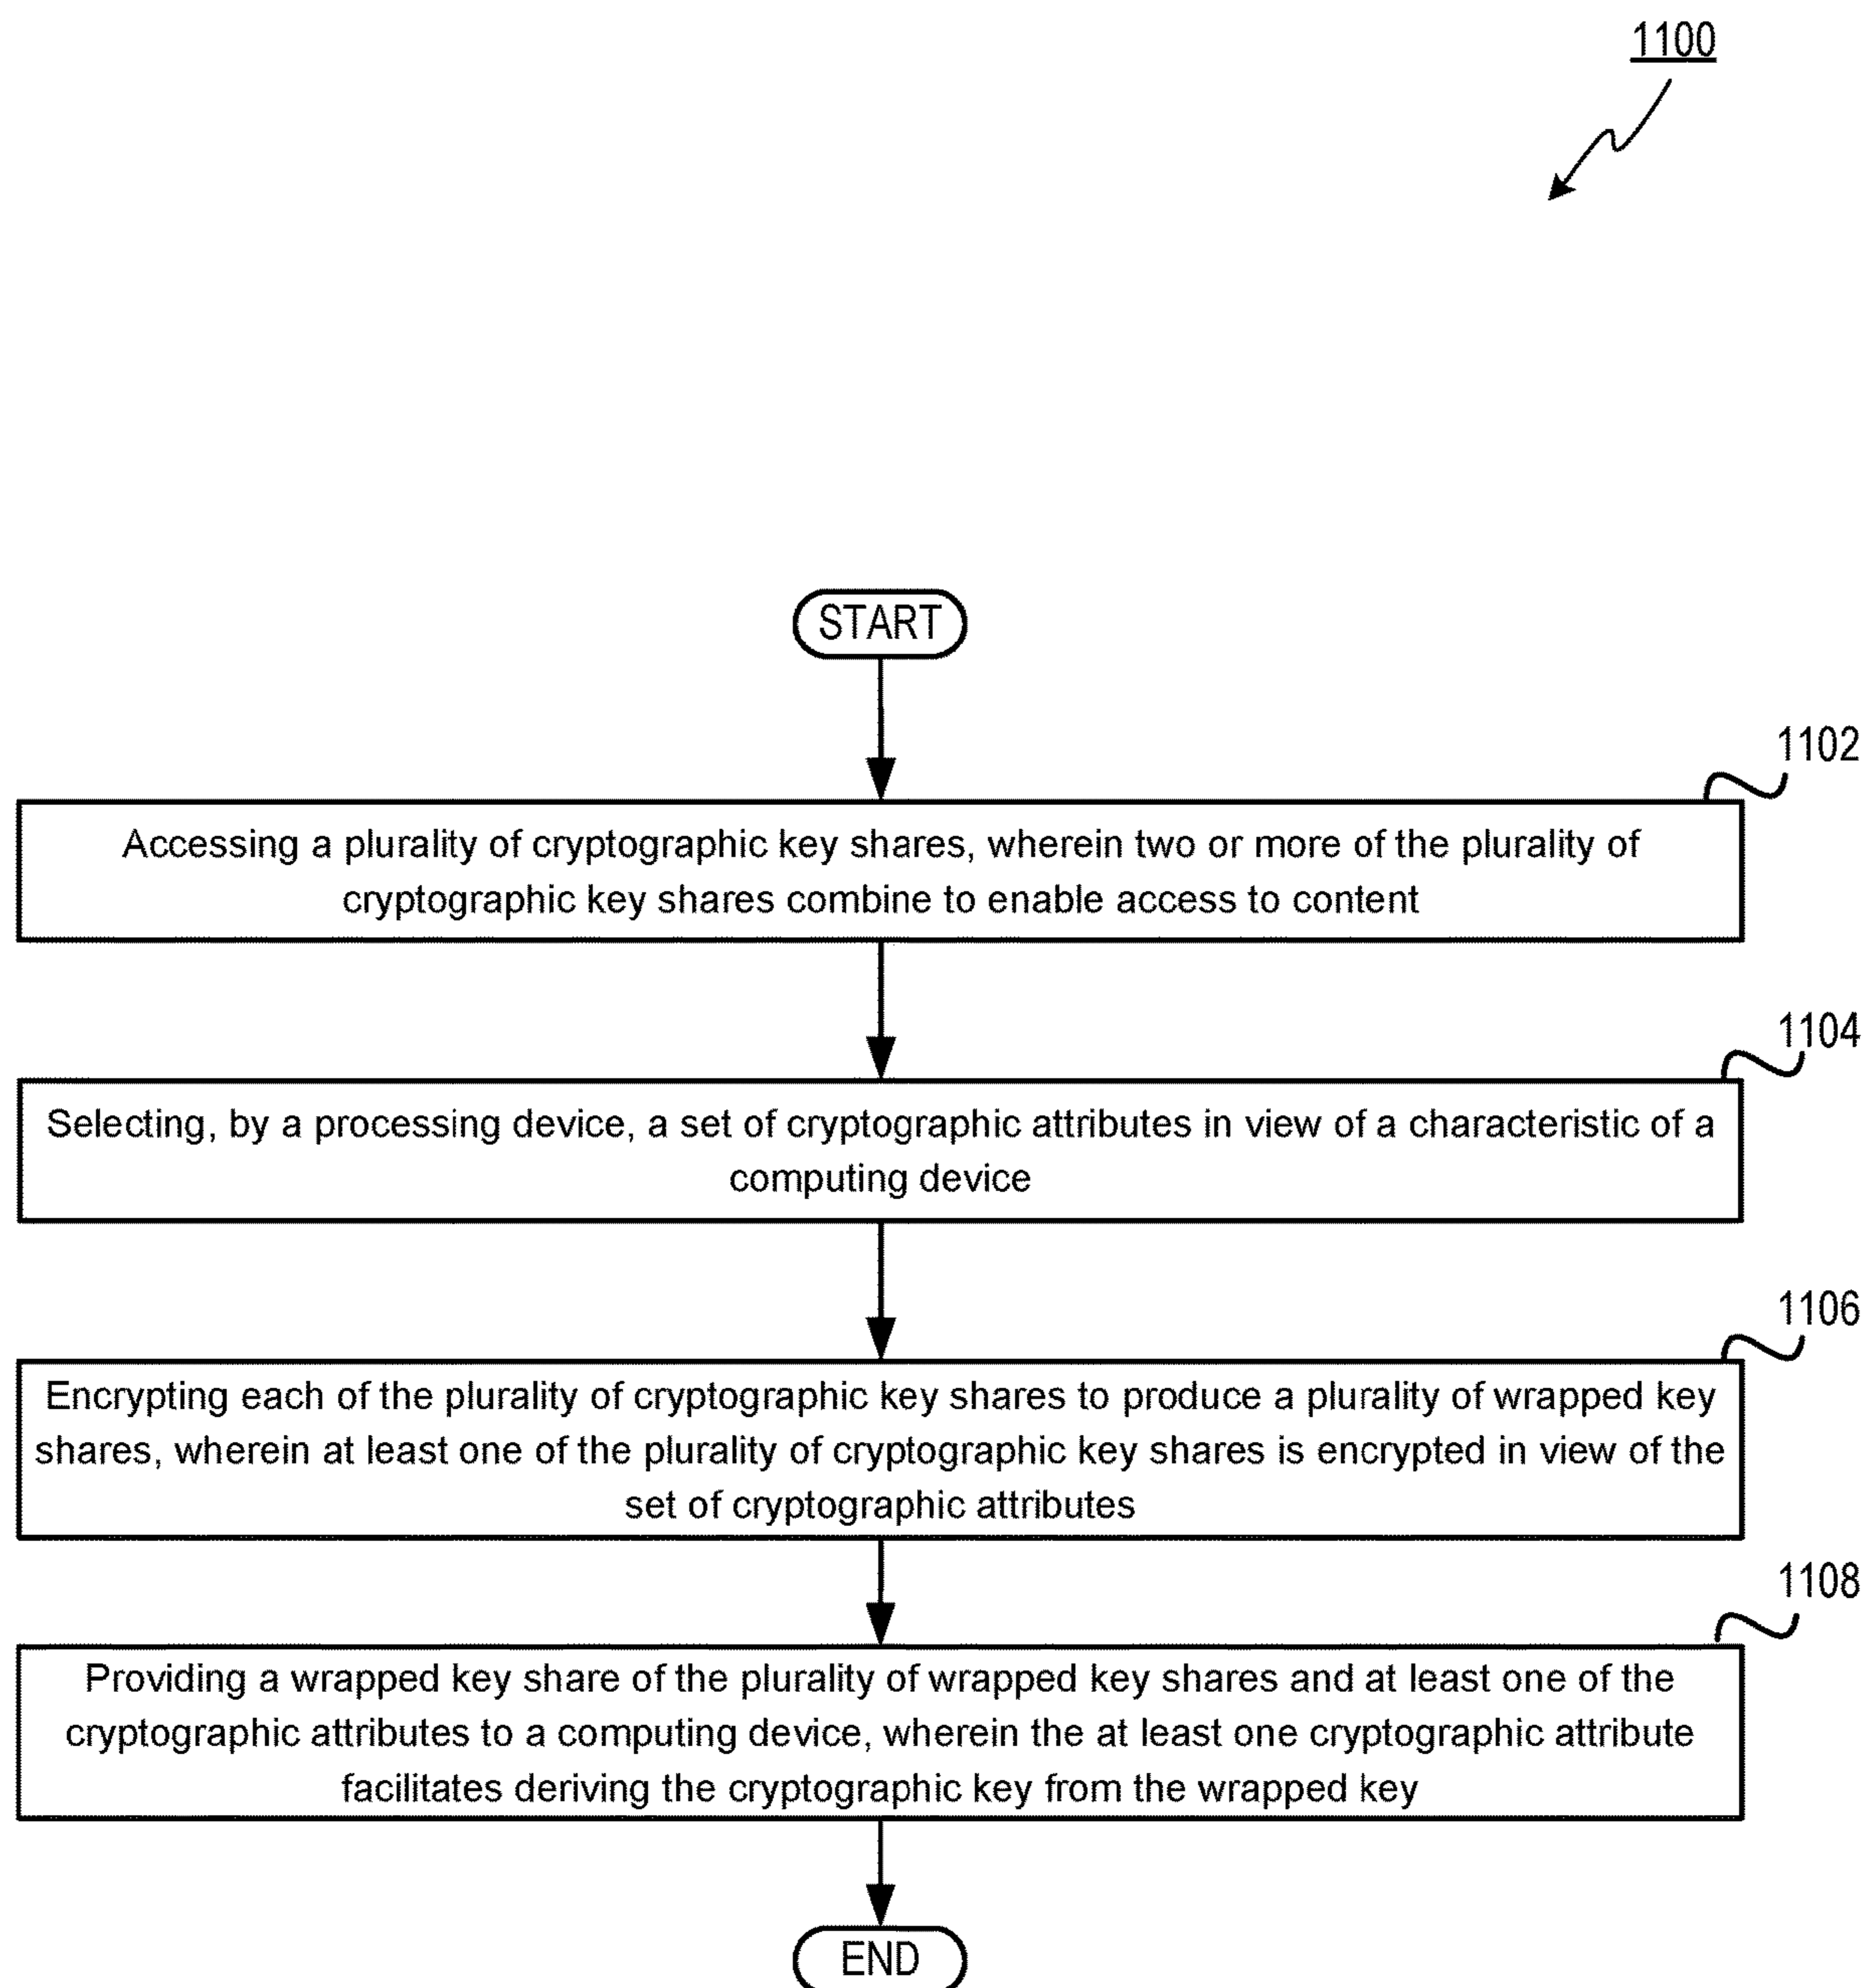 1100
START
1102
Accessing a plurality of cryptographic key shares, wherein two or more of the plurality of
cryptographic key shares combine to enable access to content
1104
Selecting, by a processing device, a set of cryptographic attributes in view of a characteristic of a
computing device
1106
Encrypting each of the plurality of cryptographic key shares to produce a plurality of wrapped key
shares, wherein at least one of the plurality of cryptographic key shares is encrypted in view of the
set of cryptographic attributes
1108
Providing a wrapped key share of the plurality of wrapped key shares and at least one of the
cryptographic attributes to a computing device, wherein the at least one cryptographic attribute
facilitates deriving the cryptographic key from the wrapped key
END